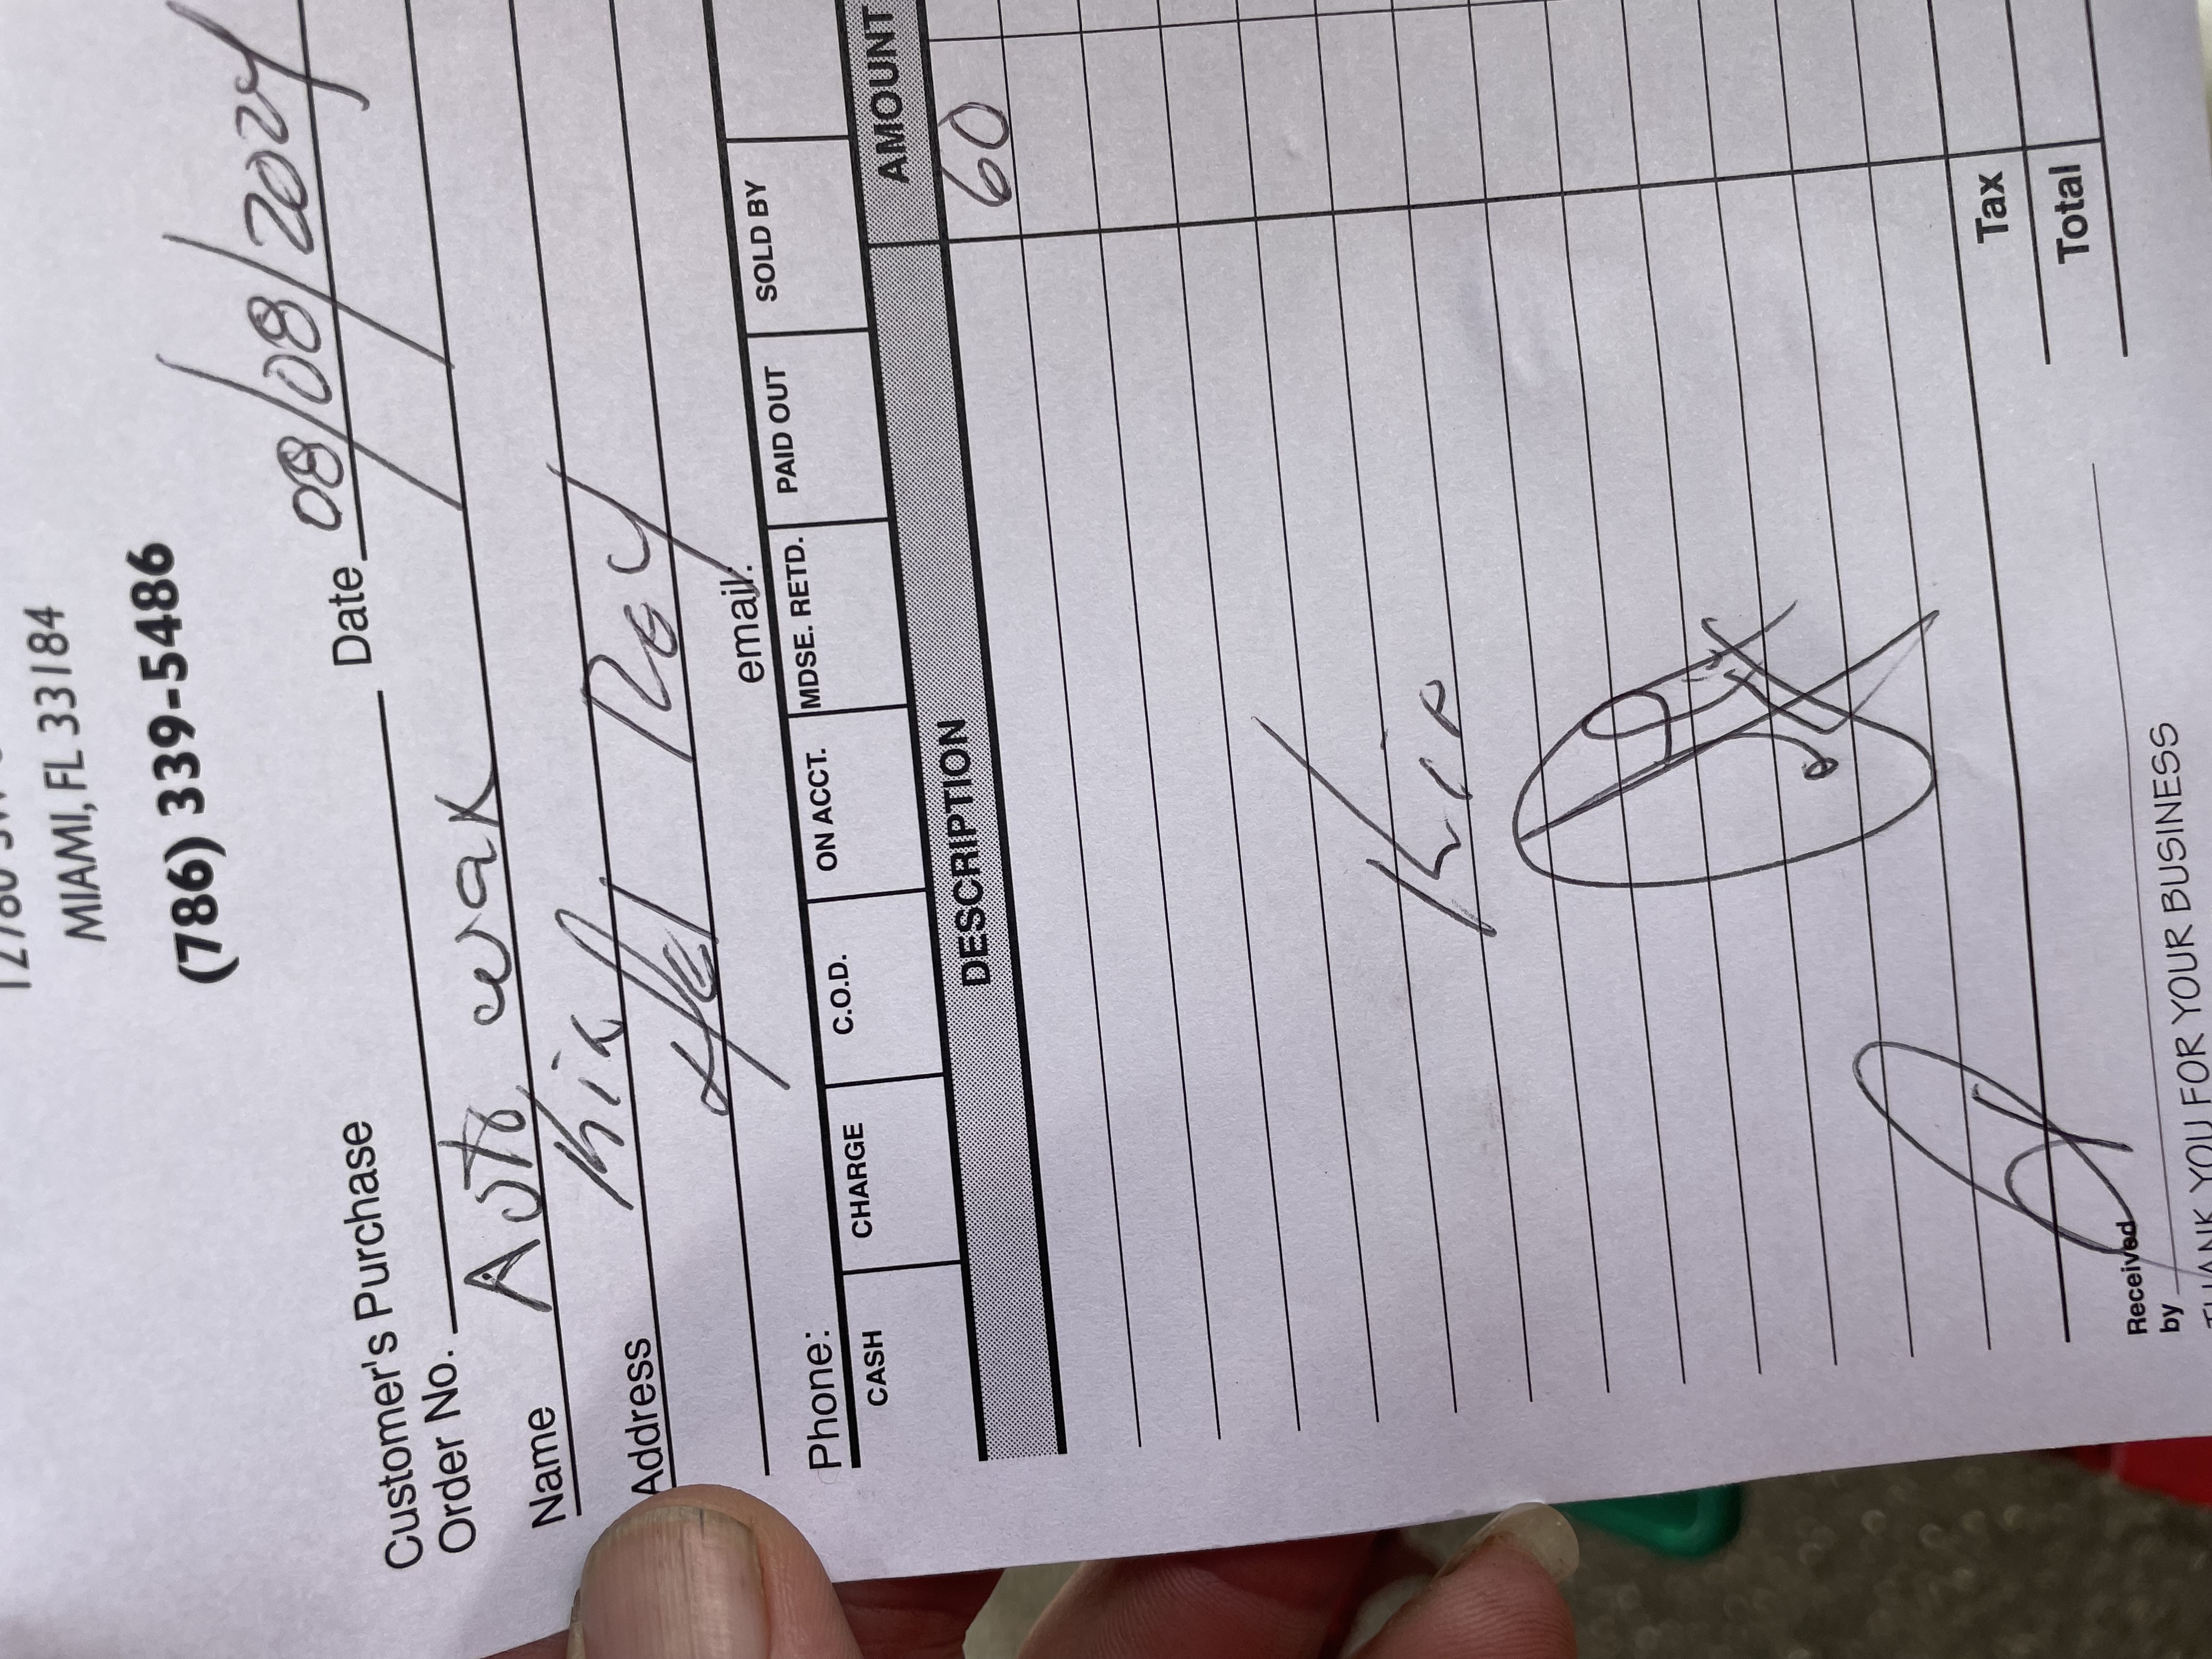 MIAMI, FL 33184
(786) 339-5486
Customer's Purchase
Order No. Date 08/08/2024
Name Auto
Address Kia
Phone: email:
CASH CHARGE C.O.D. ON ACCT. MDSE. RETD. PAID OUT SOLD BY
DESCRIPTION AMOUNT
60
Kia
Tax
Total
Received
by
THANK YOU FOR YOUR BUSINESS